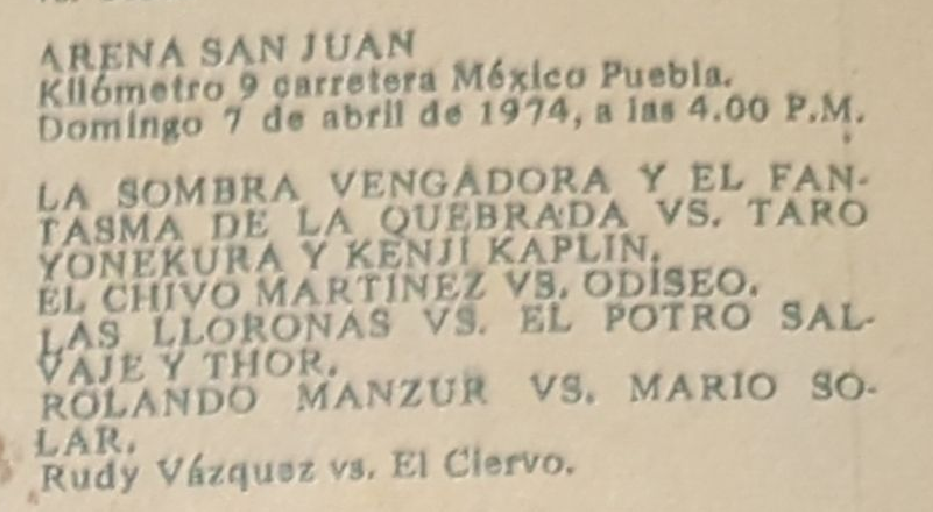 ARENA SAN JUAN
Kilómetro 9 carretera México Puebla.
Domingo 7 de abril de 1974, a las 4.00 P.M.
LA SOMBRA VENGADORA Y EL FAN-
TASMA DE LA QUEBRADA VS. TARO
YONEKURA Y KENJI KAPLIN.
EL CHIVO MARTINEZ VS. ODISEO.
LAS LLORONAS VS. EL POTRO SAL-
VAJE Y THOR.
ROLANDO MANZUR VS. MARIO SO-
LAR.
Rudy Vázquez vs. El Ciervo.